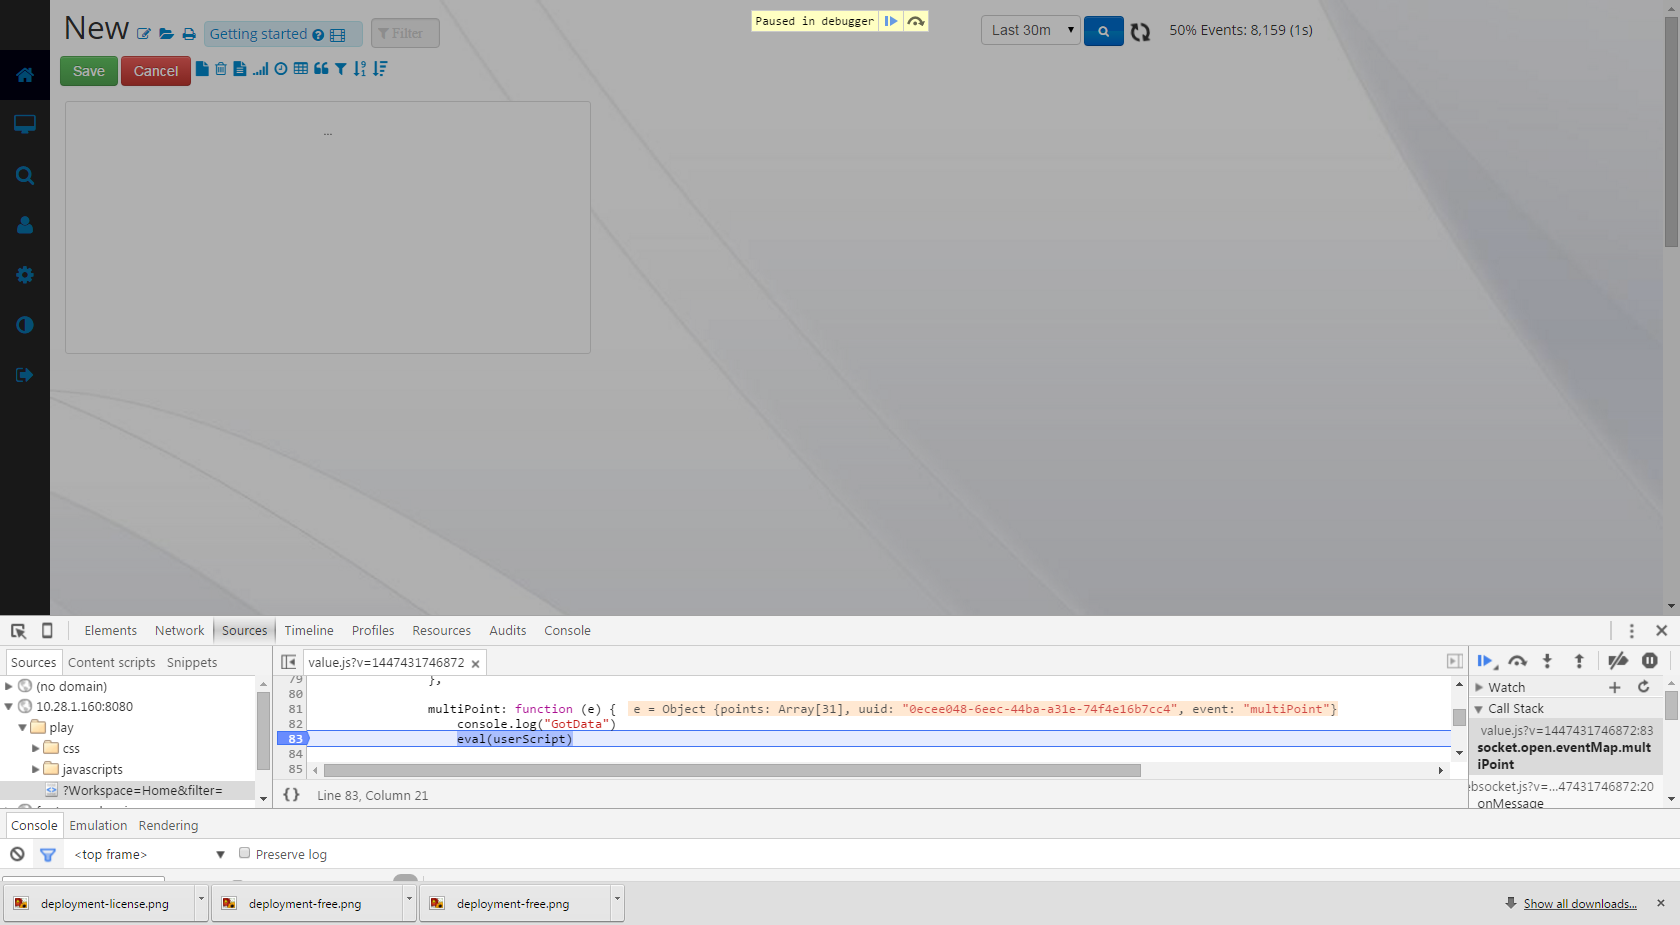 New
Getting started
Filter
Paused in debugger
Last 30m
50% Events: 8,159 (1s)
Save Cancel
...
Elements Network Sources Timeline Profiles Resources Audits Console
Sources Content scripts Snippets
(no domain)
10.28.1.160:8080
play
css
javascripts
?Workspace=Home&filter=
value.js?v=1447431746872
79 },
80
81 multiPoint: function (e) { e = Object {points: Array[31], uuid: "0ecee048-6eec-44ba-a31e-74f4e16b7cc4", event: "multiPoint"}
82 console.log("GotData")
83 eval(userScript)
84
85
{} Line 83, Column 21
Watch
Call Stack
value.js?v=1447431746872:83
socket.open.eventMap.mult
iPoint
bsocket.js?v=...47431746872:20
onMessage
Console Emulation Rendering
<top frame> Preserve log
deployment-license.png deployment-free.png deployment-free.png
Show all downloads...